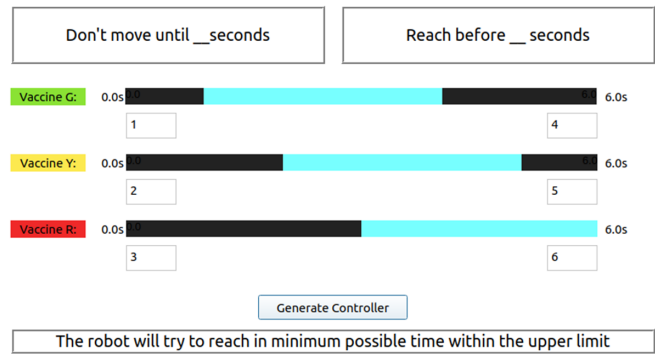 Don't move until __seconds
Reach before __ seconds
Vaccine G: 0.0s 0.0 6.0 6.0s
1 4
Vaccine Y: 0.0s 0.0 6.0 6.0s
2 5
Vaccine R: 0.0s 0.0 6.0s
3 6
Generate Controller
The robot will try to reach in minimum possible time within the upper limit